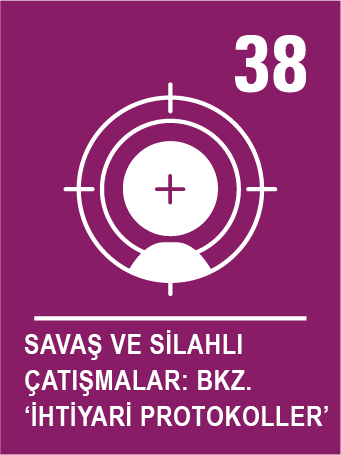 38
SAVAŞ VE SİLAHLI
ÇATIŞMALAR: BKZ.
‘İHTİYARİ PROTOKOLLER’